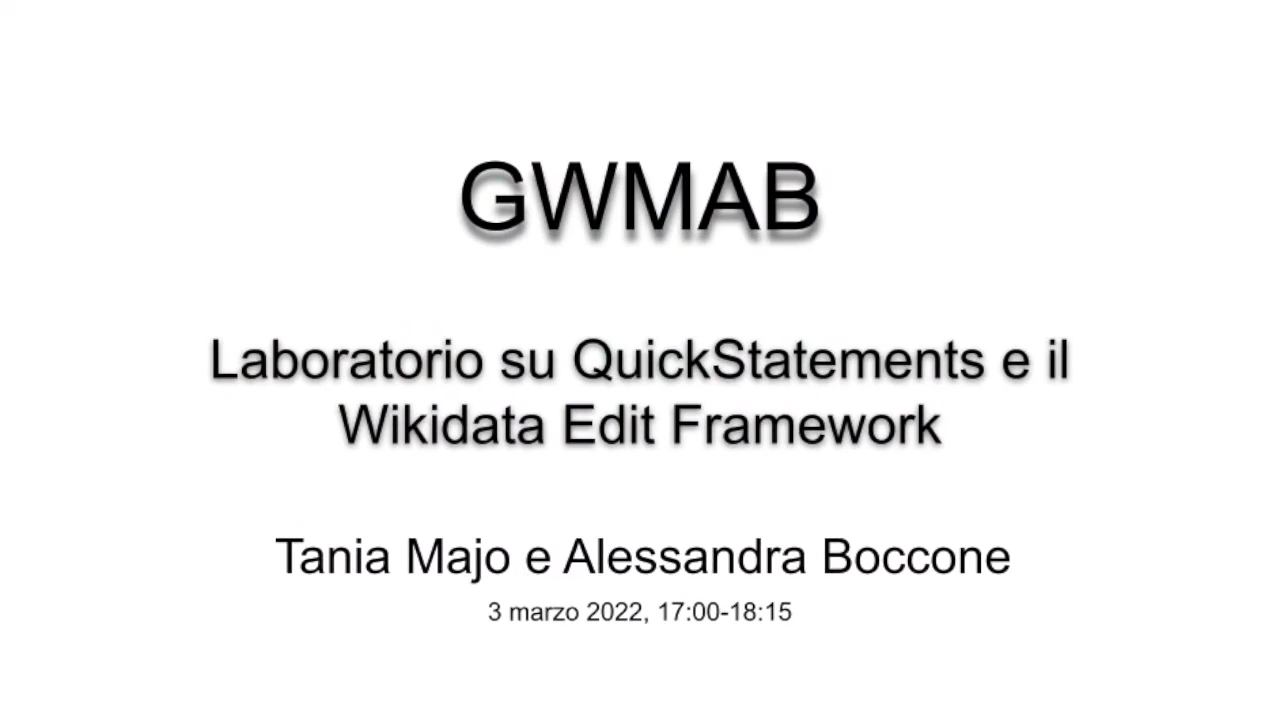 GWMAB
Laboratorio su QuickStatements e il
Wikidata Edit Framework
Tania Majo e Alessandra Boccone
3 marzo 2022, 17:00-18:15